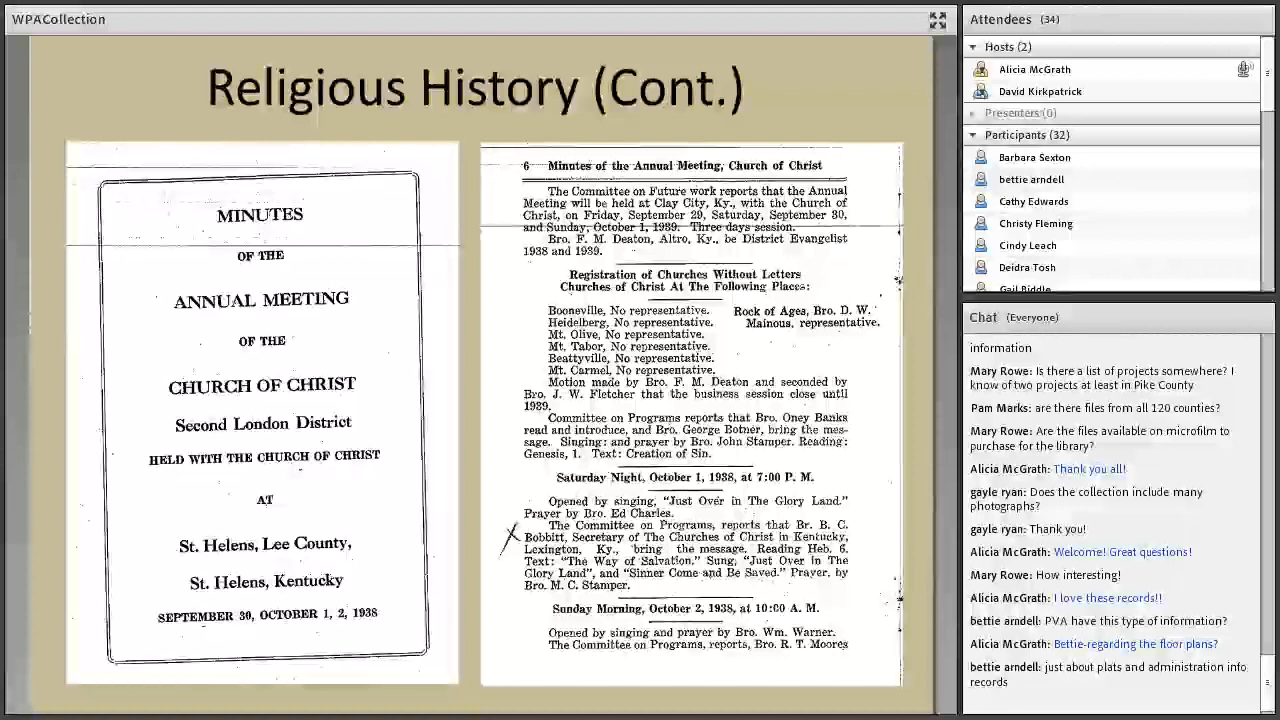 WPACollection
Religious History (Cont.)
MINUTES
OF THE
ANNUAL MEETING
OF THE
CHURCH OF CHRIST
Second London District
HELD WITH THE CHURCH OF CHRIST
AT
St. Helens, Lee County,
St. Helens, Kentucky
SEPTEMBER 30, OCTOBER 1, 2, 1938
6 Minutes of the Annual Meeting, Church of Christ
The Committee on Future work reports that the Annual
Meeting will be held at Clay City, Ky., with the Church of
Christ, on Friday, September 29, Saturday, September 30,
and Sunday, October 1, 1939. Three days session.
Bro. F. M. Deaton, Altro, Ky., be District Evangelist
1938 and 1939.
Registration of Churches Without Letters
Churches of Christ At The Following Places:
Booneville, No representative.
Heidelberg, No representative.
Mt. Olive, No representative.
Mt. Tabor, No representative.
Beattyville, No representative.
Mt. Carmel, No representative.
Rock of Ages, Bro. D. W.
Mainous, representative.
Motion made by Bro. F. M. Deaton and seconded by
Bro. J. W. Fletcher that the business session close until
1939.
Committee on Programs reports that Bro. Oney Banks
read and introduce, and Bro. George Botner, bring the mes-
sage. Singing: and prayer by Bro. John Stamper. Reading:
Genesis, 1. Text: Creation of Sin.
Saturday Night, October 1, 1938, at 7:00 P. M.
Opened by singing, "Just Over in The Glory Land."
Prayer by Bro. Ed Charles.
The Committee on Programs, reports that Br. B. C.
Bobbitt, Secretary of The Churches of Christ in Kentucky,
Lexington, Ky., bring the message. Reading Heb. 6.
Text: "The Way of Salvation." Sung, "Just Over in The
Glory Land", and "Sinner Come and Be Saved." Prayer, by
Bro. M. C. Stamper.
Sunday Morning, October 2, 1938, at 10:00 A. M.
Opened by singing and prayer by Bro. Wm. Warner.
The Committee on Programs, reports, Bro. R. T. Moores
Attendees (34)
Hosts (2)
Alicia McGrath
David Kirkpatrick
Presenters (0)
Participants (32)
Barbara Sexton
bettie arndell
Cathy Edwards
Christy Fleming
Cindy Leach
Deidra Tosh
Gail Biddle
Chat (Everyone)
information
Mary Rowe: Is there a list of projects somewhere? I
know of two projects at least in Pike County
Pam Marks: are there files from all 120 counties?
Mary Rowe: Are the files available on microfilm to
purchase for the library?
Alicia McGrath: Thank you all!
gayle ryan: Does the collection include many
photographs?
gayle ryan: Thank you!
Alicia McGrath: Welcome! Great questions!
Mary Rowe: How interesting!
Alicia McGrath: I love these records!!
bettie arndell: PVA have this type of information?
Alicia McGrath: Bettie-regarding the floor plans?
bettie arndell: just about plats and administration info
records